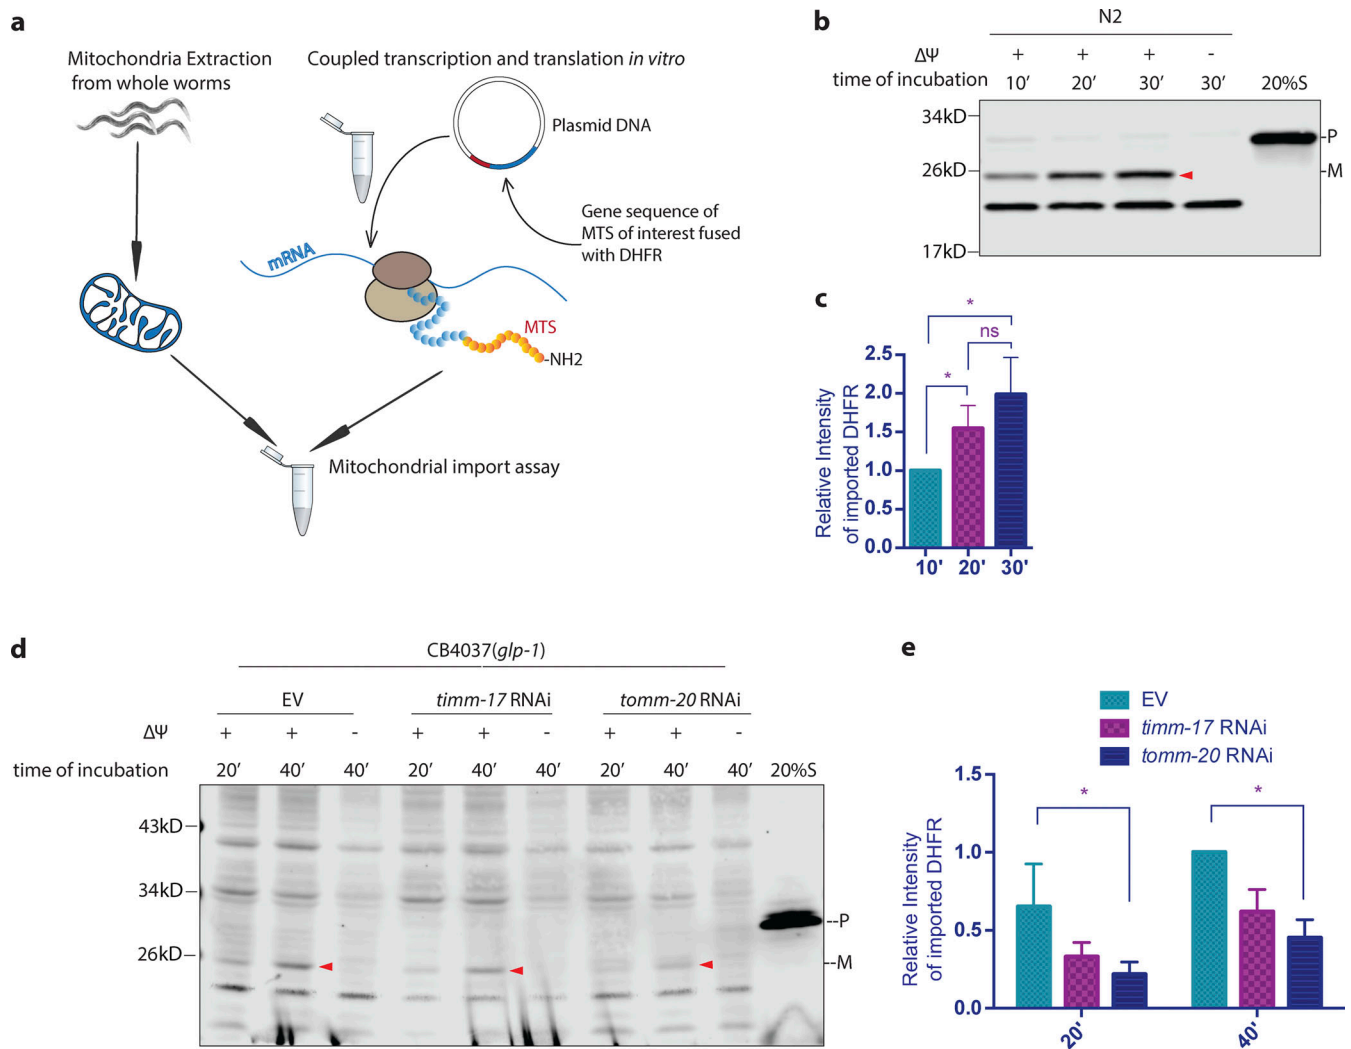 a
Mitochondria Extraction
from whole worms
Coupled transcription and translation in vitro
Plasmid DNA
Gene sequence of
MTS of interest fused
with DHFR
mRNA
MTS
-NH2
Mitochondrial import assay
b
N2
ΔΨ + + + -
time of incubation 10′ 20′ 30′ 30′ 20%S
34kD
-P
26kD
-M
17kD
c
*
ns
*
Relative Intensity
of imported DHFR
2.5
2.0
1.5
1.0
0.5
0.0
10' 20' 30'
d
CB4037(glp-1)
EV timm-17 RNAi tomm-20 RNAi
ΔΨ + + - + + - + + -
time of incubation 20′ 40′ 40′ 20′ 40′ 40′ 20′ 40′ 40′ 20%S
43kD
34kD
--P
26kD
--M
e
EV
timm-17 RNAi
tomm-20 RNAi
Relative Intensity
of imported DHFR
1.5
1.0
0.5
0.0
* *
20' 40'